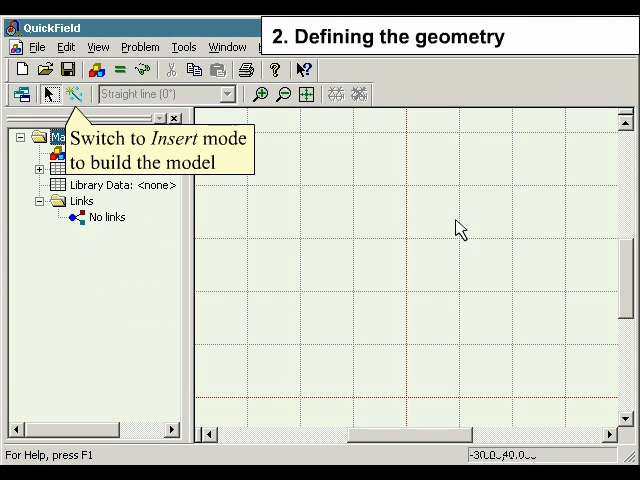 QuickField
2. Defining the geometry
File Edit View Problem Tools Window
Straight line (0°)
Switch to Insert mode
to build the model
Library Data: <none>
Links
No links
For Help, press F1